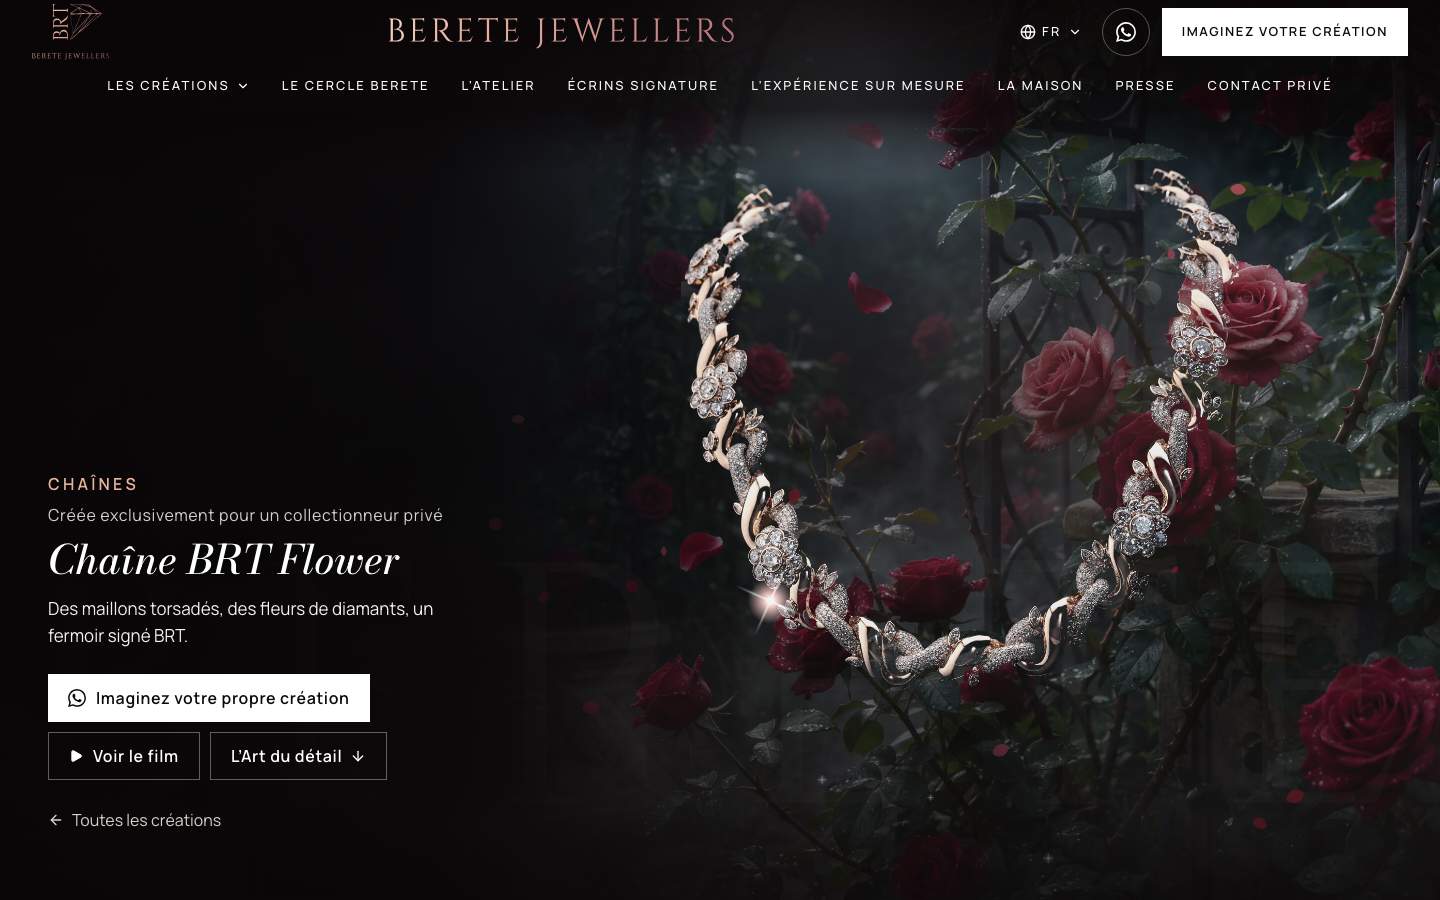 BRT
BERETE JEWELLERS
BERETE JEWELLERS
FR
IMAGINEZ VOTRE CRÉATION
LES CRÉATIONS
LE CERCLE BERETE
L'ATELIER
ÉCRINS SIGNATURE
L'EXPÉRIENCE SUR MESURE
LA MAISON
PRESSE
CONTACT PRIVÉ
CHAÎNES
Créée exclusivement pour un collectionneur privé
Chaîne BRT Flower
Des maillons torsadés, des fleurs de diamants, un
fermoir signé BRT.
Imaginez votre propre création
Voir le film
L'Art du détail
Toutes les créations